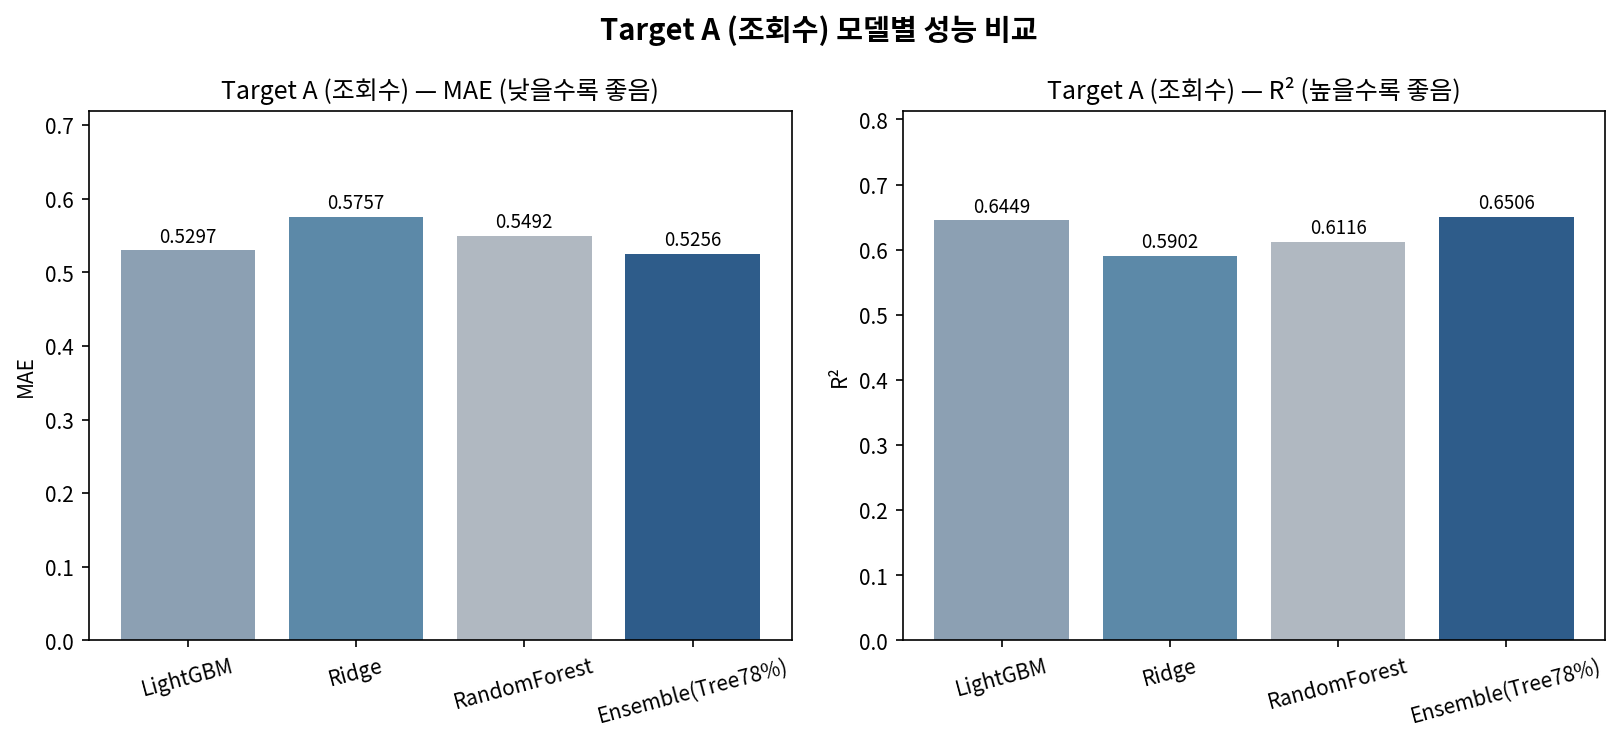 Target A (조회수) 모델별 성능 비교
Target A (조회수) — MAE (낮을수록 좋음)
MAE
0.7
0.6
0.5
0.4
0.3
0.2
0.1
0.0
0.5297
0.5757
0.5492
0.5256
LightGBM
Ridge
RandomForest
Ensemble(Tree78%)
Target A (조회수) — R² (높을수록 좋음)
R²
0.8
0.7
0.6
0.5
0.4
0.3
0.2
0.1
0.0
0.6449
0.5902
0.6116
0.6506
LightGBM
Ridge
RandomForest
Ensemble(Tree78%)